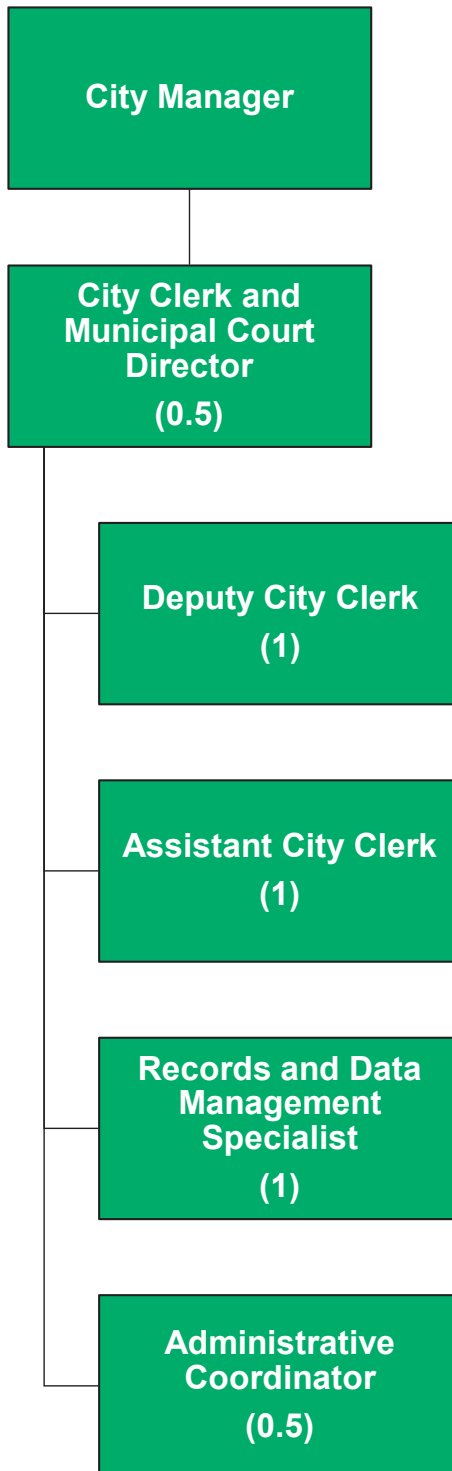 City Manager
City Clerk and
Municipal Court
Director
(0.5)
Deputy City Clerk
(1)
Assistant City Clerk
(1)
Records and Data
Management
Specialist
(1)
Administrative
Coordinator
(0.5)